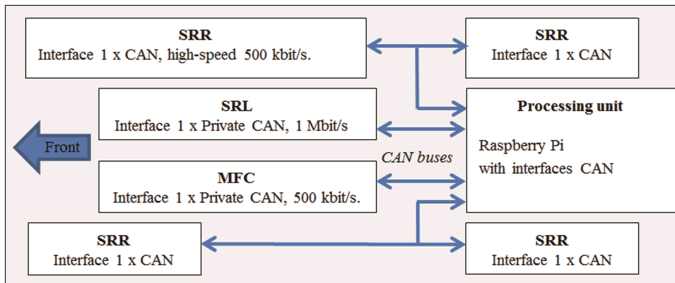 SRR
Interface 1 x CAN, high-speed 500 kbit/s.
SRR
Interface 1 x CAN
SRL
Interface 1 x Private CAN, 1 Mbit/s
Processing unit
Raspberry Pi
with interfaces CAN
Front
CAN buses
MFC
Interface 1 x Private CAN, 500 kbit/s.
SRR
Interface 1 x CAN
SRR
Interface 1 x CAN